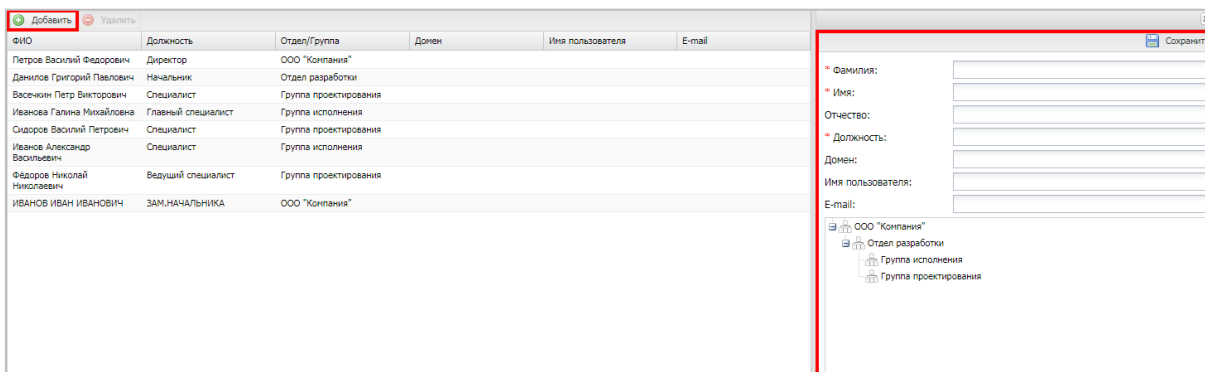 Добавить Удалить
ФИО Должность Отдел/Группа Домен Имя пользователя E-mail
Петров Василий Федорович Директор ООО "Компания"
Данилов Григорий Павлович Начальник Отдел разработки
Васечкин Петр Викторович Специалист Группа проектирования
Иванова Галина Михайловна Главный специалист Группа исполнения
Сидоров Василий Петрович Специалист Группа проектирования
Иванов Александр Специалист Группа исполнения
Васильевич
Фёдоров Николай Ведущий специалист Группа проектирования
Николаевич
ИВАНОВ ИВАН ИВАНОВИЧ ЗАМ.НАЧАЛЬНИКА ООО "Компания"
Сохранит
* Фамилия:
* Имя:
Отчество:
* Должность:
Домен:
Имя пользователя:
E-mail:
ООО "Компания"
Отдел разработки
Группа исполнения
Группа проектирования